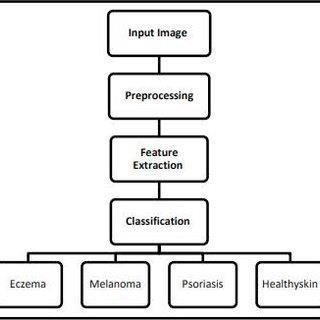 Input Image
Preprocessing
Feature
Extraction
Classification
Eczema
Melanoma
Psoriasis
Healthyskin